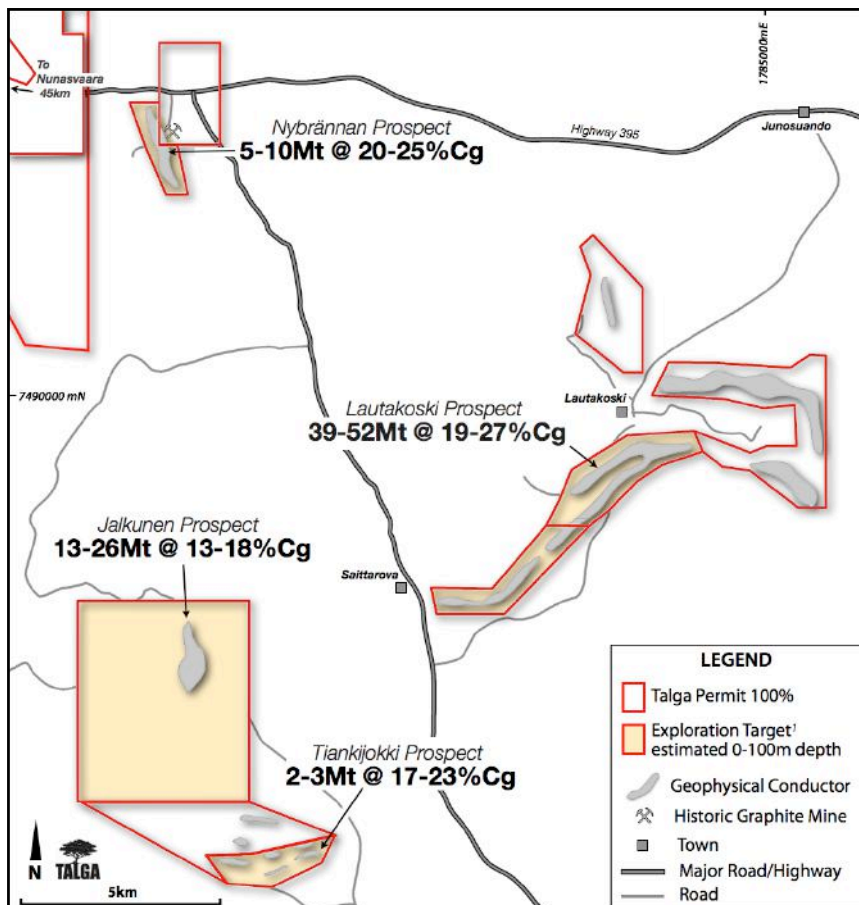 To
Nunasvaara
45km
1785000mE
Junosuando
Highway 395
Nybrännan Prospect
5-10Mt @ 20-25%Cg
7490000 mN
Lautakoski
Lautakoski Prospect
39-52Mt @ 19-27%Cg
Jalkunen Prospect
13-26Mt @ 13-18%Cg
Saittarova
Tiankijokki Prospect
2-3Mt @ 17-23%Cg
N
TALGA
5km
LEGEND
Talga Permit 100%
Exploration Target¹
estimated 0-100m depth
Geophysical Conductor
Historic Graphite Mine
Town
Major Road/Highway
Road